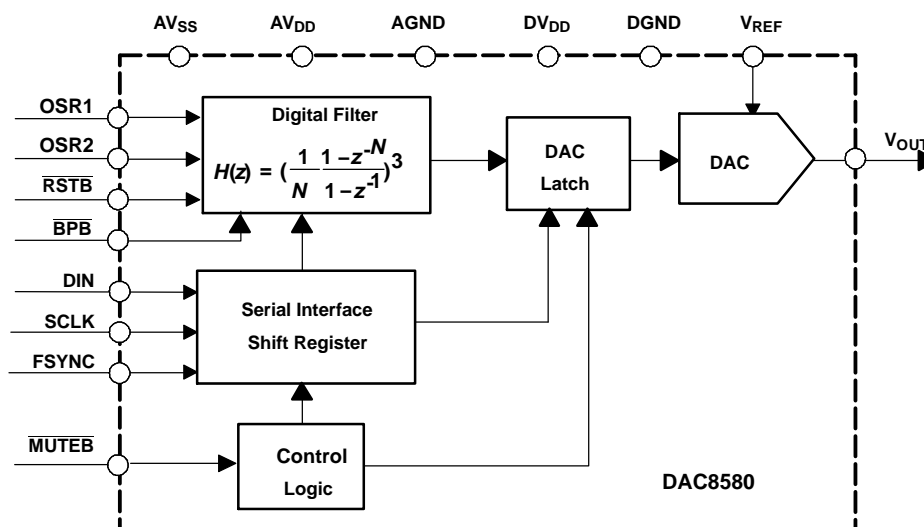 AVSS AVDD AGND DVDD DGND VREF
OSR1
OSR2
RSTB
BPB
DIN
SCLK
FSYNC
MUTEB
Digital Filter
H(z) = (1/N 1−z^-N/1−z^-1)^3
Serial Interface
Shift Register
Control
Logic
DAC
Latch
DAC
VOUT
DAC8580